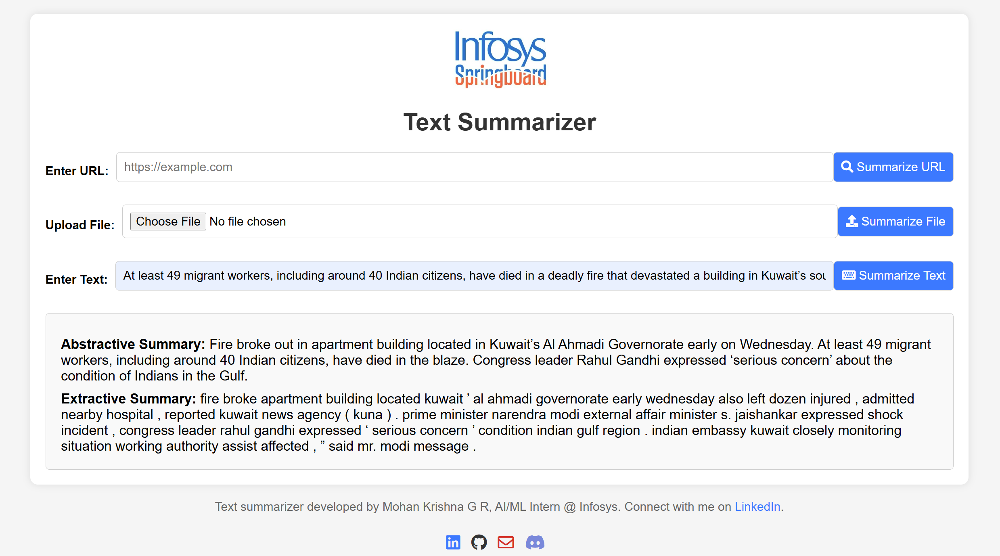 Infosys
Springboard
Text Summarizer
Enter URL: https://example.com Summarize URL
Upload File: Choose File No file chosen Summarize File
Enter Text: At least 49 migrant workers, including around 40 Indian citizens, have died in a deadly fire that devastated a building in Kuwait’s sou Summarize Text
Abstractive Summary: Fire broke out in apartment building located in Kuwait’s Al Ahmadi Governorate early on Wednesday. At least 49 migrant
workers, including around 40 Indian citizens, have died in the blaze. Congress leader Rahul Gandhi expressed ‘serious concern’ about the
condition of Indians in the Gulf.
Extractive Summary: fire broke apartment building located kuwait ’ al ahmadi governorate early wednesday also left dozen injured , admitted
nearby hospital , reported kuwait news agency ( kuna ) . prime minister narendra modi external affair minister s. jaishankar expressed shock
incident , congress leader rahul gandhi expressed ‘ serious concern ’ condition indian gulf region . indian embassy kuwait closely monitoring
situation working authority assist affected , ” said mr. modi message .
Text summarizer developed by Mohan Krishna G R, AI/ML Intern @ Infosys. Connect with me on LinkedIn.
in